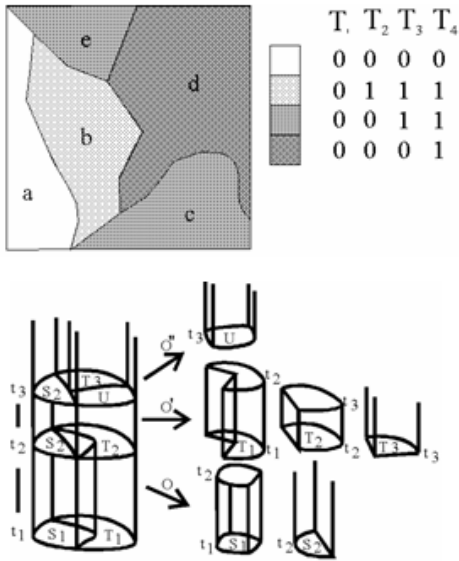 T₁ T₂ T₃ T₄
0 0 0 0
0 1 1 1
0 0 1 1
0 0 0 1
e
d
b
a
c
t₃ U
O"
t₃ S₂ T₃ U
O'
t₂ S₂ T₂
O
t₁ S₁ T₁
t₂
T₁ t₁
t₃
T₂ t₂
T₃ t₃
t₂
t₁ S₁
t₂ S₂